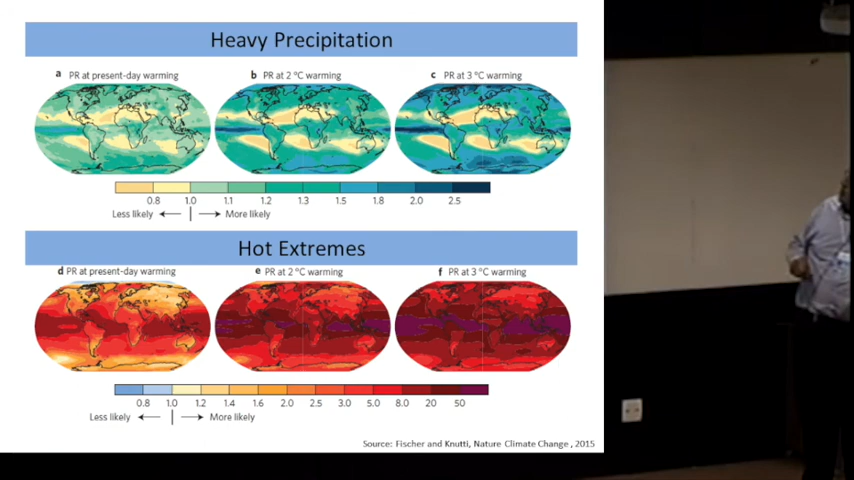 Heavy Precipitation
a PR at present-day warming
b PR at 2 °C warming
c PR at 3 °C warming
0.8 1.0 1.1 1.2 1.3 1.5 1.8 2.0 2.5
Less likely More likely
Hot Extremes
d PR at present-day warming
e PR at 2 °C warming
f PR at 3 °C warming
0.8 1.0 1.2 1.4 1.6 2.0 2.5 3.0 5.0 8.0 20 50
Less likely More likely
Source: Fischer and Knutti, Nature Climate Change , 2015